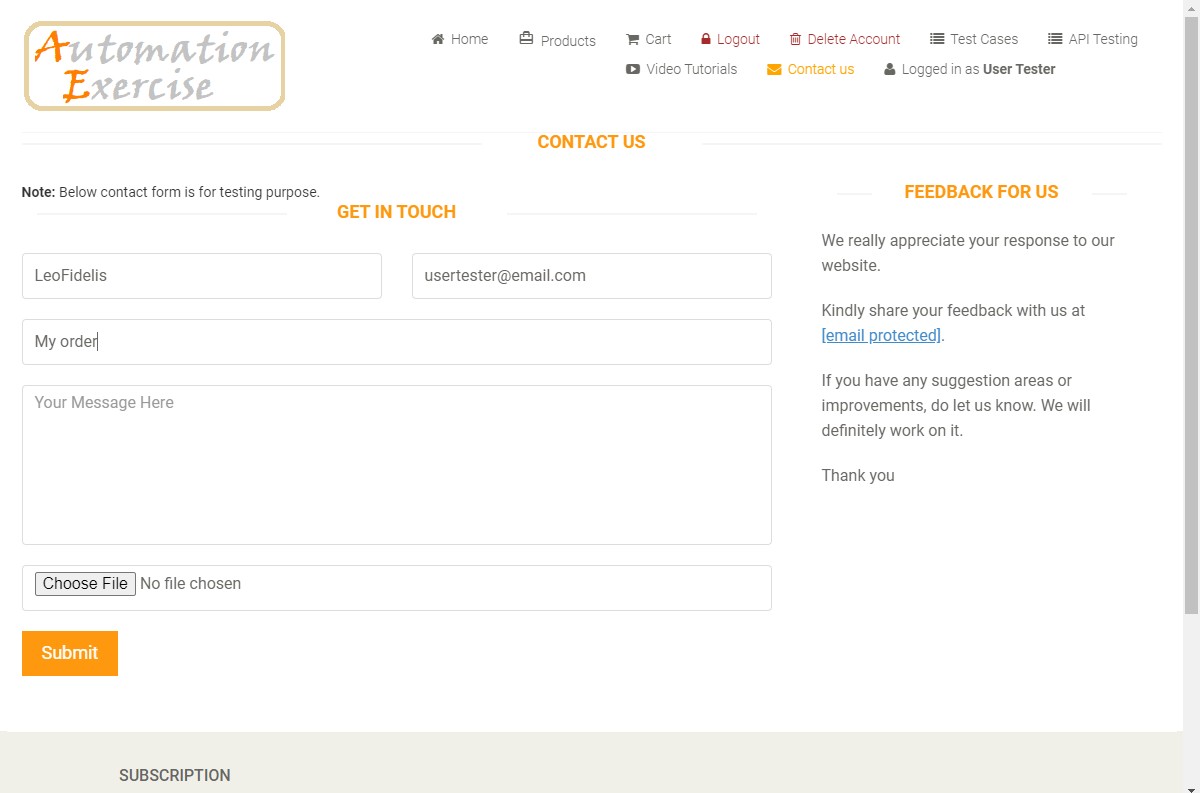 Automation
Exercise
Home
Products
Cart
Logout
Delete Account
Test Cases
API Testing
Video Tutorials
Contact us
Logged in as User Tester
CONTACT US
Note: Below contact form is for testing purpose.
GET IN TOUCH
LeoFidelis
usertester@email.com
My order
Your Message Here
Choose File No file chosen
Submit
FEEDBACK FOR US
We really appreciate your response to our
website.
Kindly share your feedback with us at
[email protected].
If you have any suggestion areas or
improvements, do let us know. We will
definitely work on it.
Thank you
SUBSCRIPTION